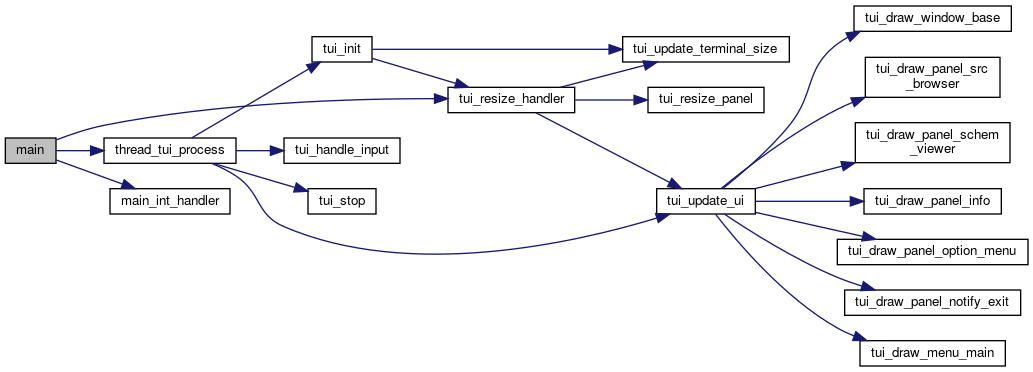 main
thread_tui_process
main_int_handler
tui_init
tui_handle_input
tui_stop
tui_resize_handler
tui_update_terminal_size
tui_resize_panel
tui_update_ui
tui_draw_window_base
tui_draw_panel_src
_browser
tui_draw_panel_schem
_viewer
tui_draw_panel_info
tui_draw_panel_option_menu
tui_draw_panel_notify_exit
tui_draw_menu_main